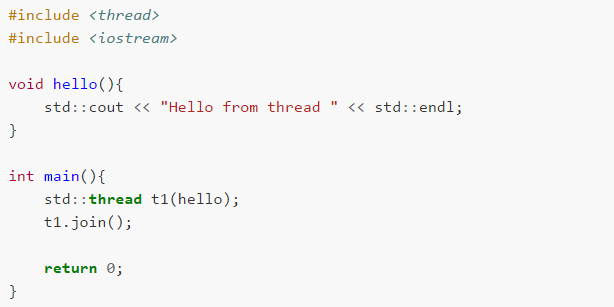 #include <thread>
#include <iostream>

void hello(){
    std::cout << "Hello from thread " << std::endl;
}

int main(){
    std::thread t1(hello);
    t1.join();

    return 0;
}